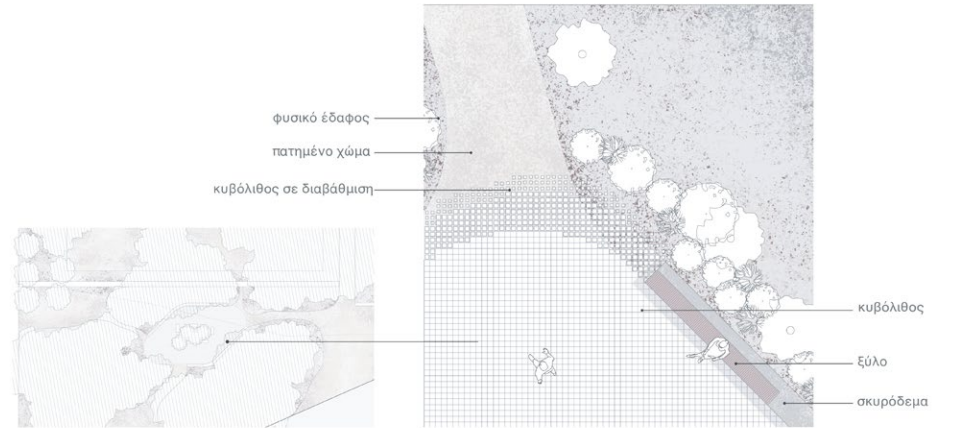 φυσικό έδαφος
πατημένο χώμα
κυβόλιθος σε διαβάθμιση
κυβόλιθος
ξύλο
σκυρόδεμα